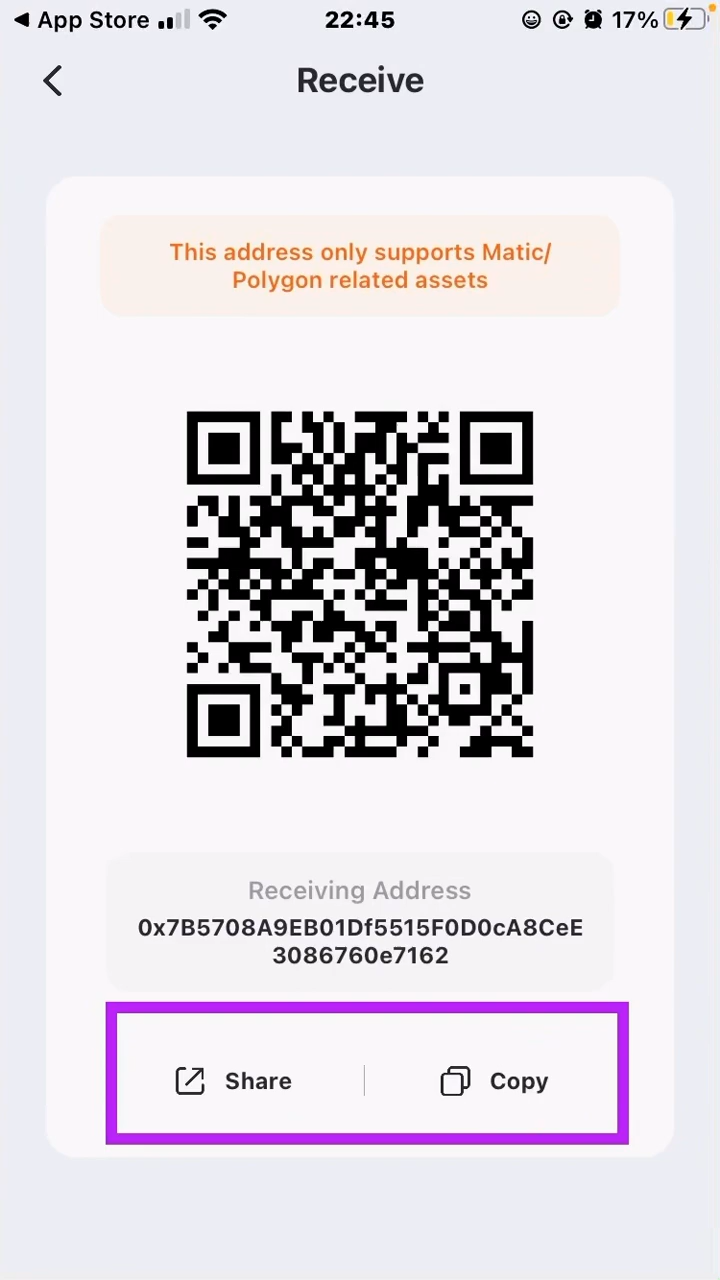 App Store 22:45 17%
Receive
This address only supports Matic/
Polygon related assets
Receiving Address
0x7B5708A9EB01Df5515F0D0cA8CeE
3086760e7162
Share Copy